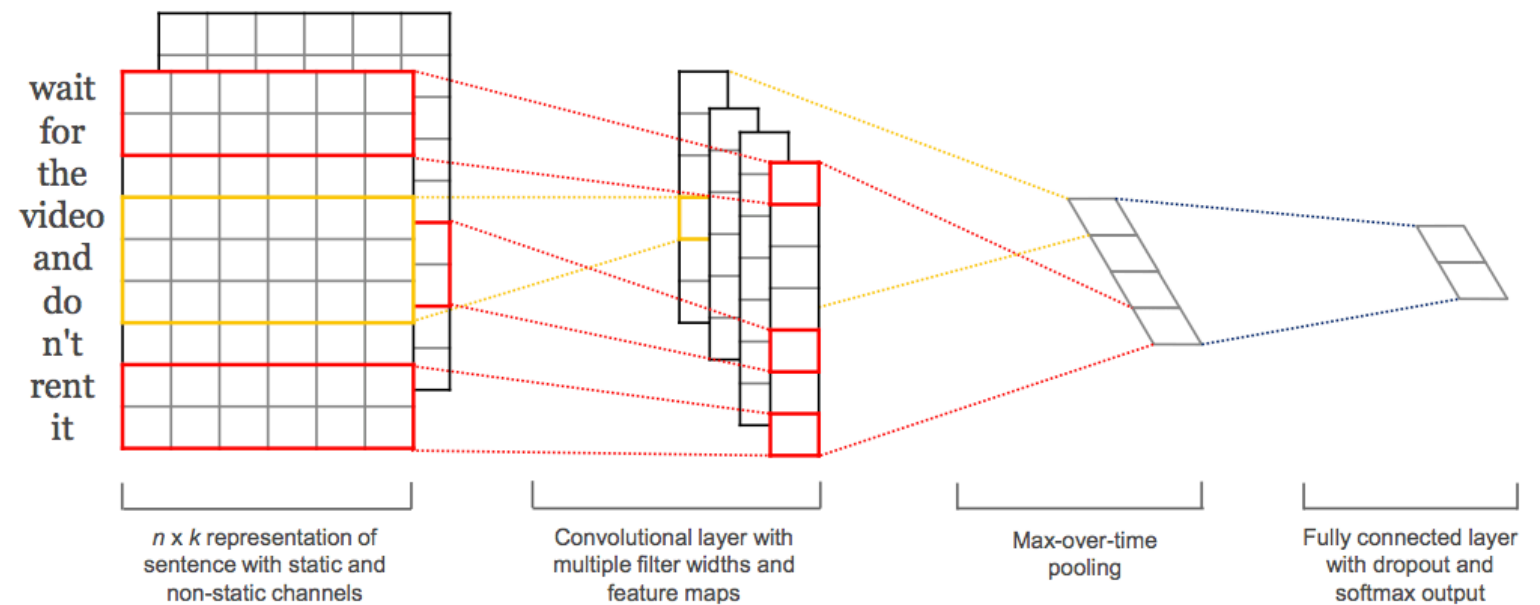 wait
for
the
video
and
do
n't
rent
it
n x k representation of
sentence with static and
non-static channels
Convolutional layer with
multiple filter widths and
feature maps
Max-over-time
pooling
Fully connected layer
with dropout and
softmax output